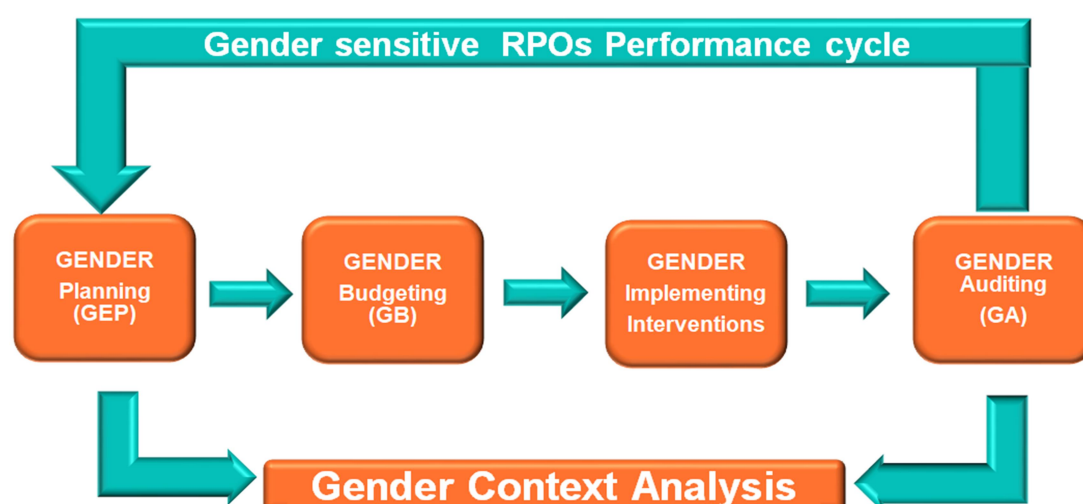 Gender sensitive RPOs Performance cycle
GENDER
Planning
(GEP)
GENDER
Budgeting
(GB)
GENDER
Implementing
Interventions
GENDER
Auditing
(GA)
Gender Context Analysis